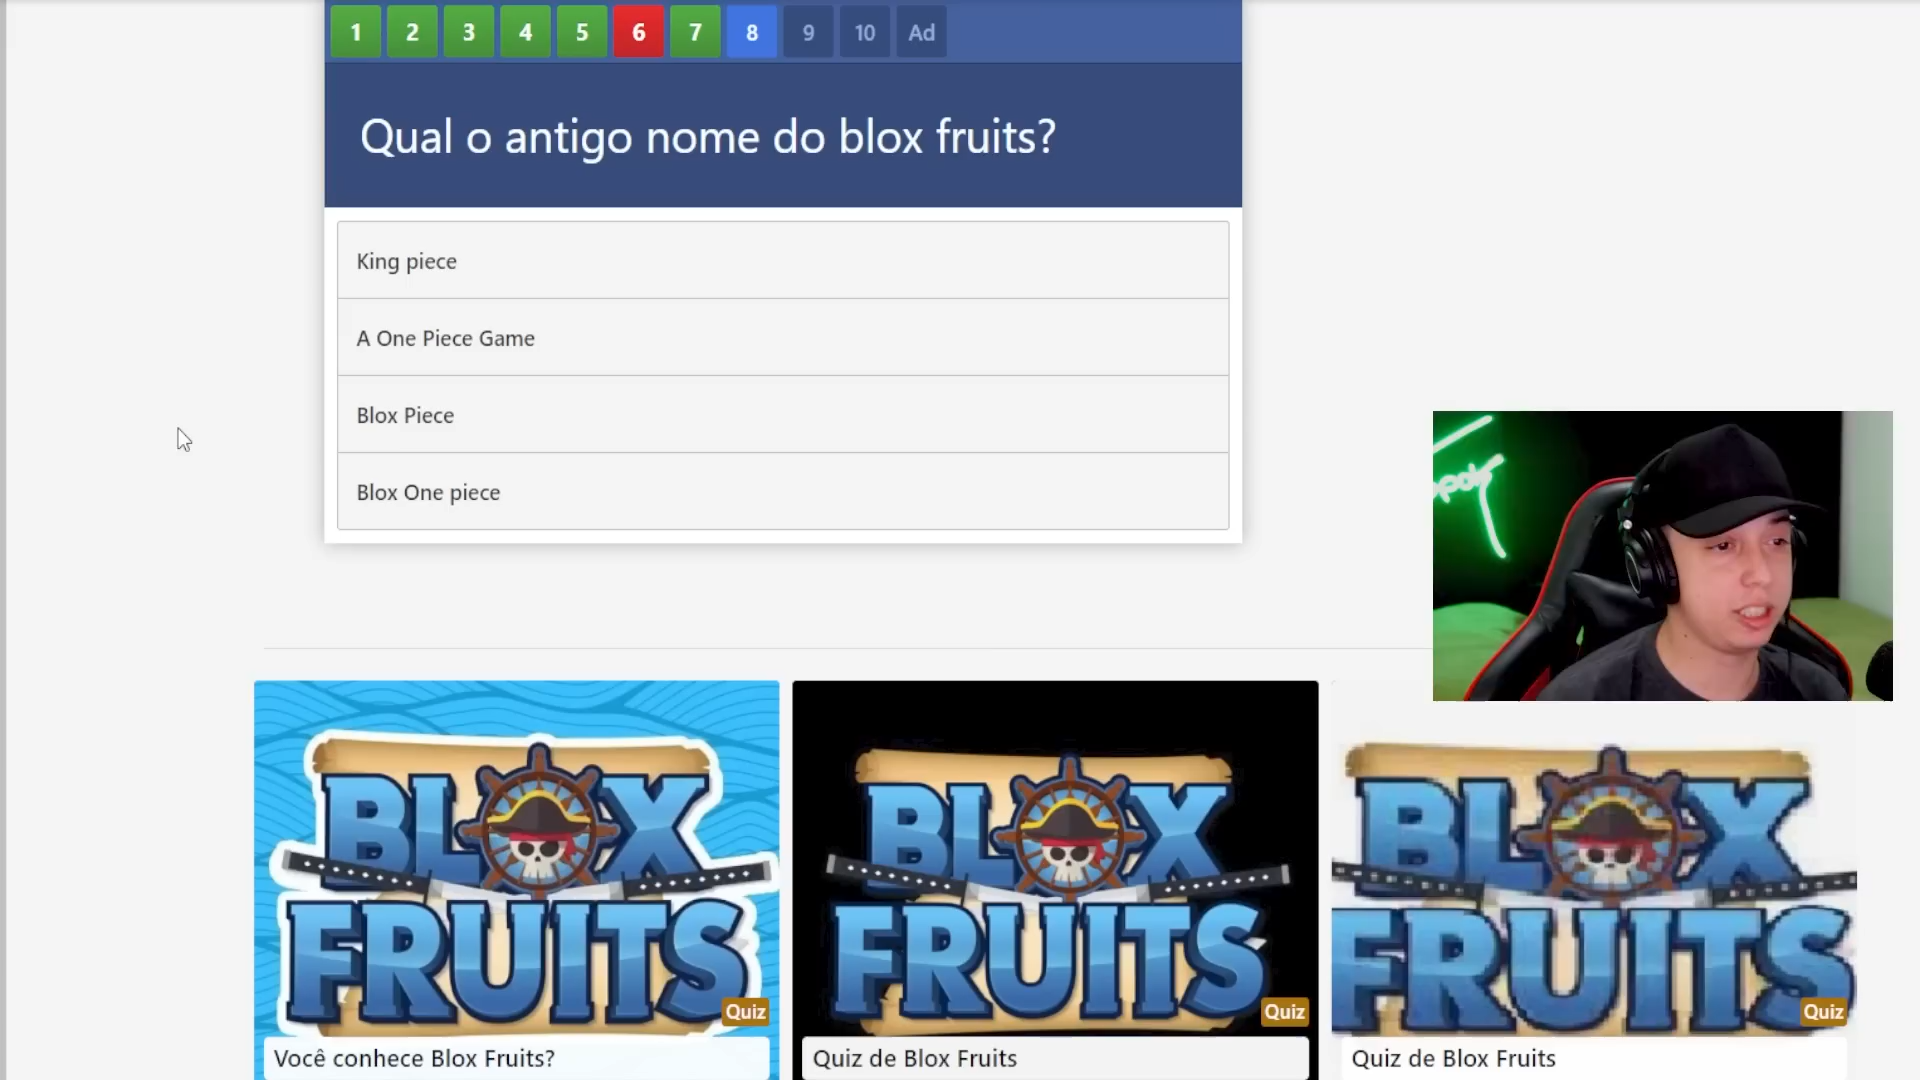 1 2 3 4 5 6 7 8 9 10 Ad
Qual o antigo nome do blox fruits?
King piece
A One Piece Game
Blox Piece
Blox One piece
BLOX
FRUITS
Quiz
Você conhece Blox Fruits?
BLOX
FRUITS
Quiz
Quiz de Blox Fruits
BLOX
FRUITS
Quiz
Quiz de Blox Fruits